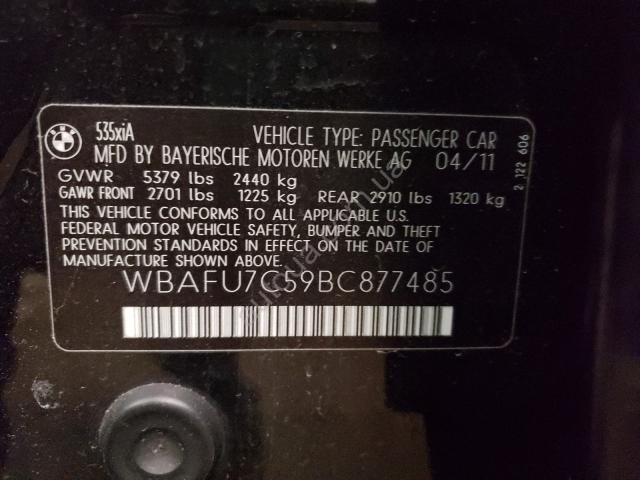 BMW
535xiA
VEHICLE TYPE: PASSENGER CAR
MFD BY BAYERISCHE MOTOREN WERKE AG 04/11
GVWR 5379 lbs 2440 kg
GAWR FRONT 2701 lbs 1225 kg REAR 2910 lbs 1320 kg
THIS VEHICLE CONFORMS TO ALL APPLICABLE U.S.
FEDERAL MOTOR VEHICLE SAFETY, BUMPER, AND THEFT
PREVENTION STANDARDS IN EFFECT ON THE DATE OF
MANUFACTURE SHOWN ABOVE.
WBAFU7C59BC877485
2 122 606